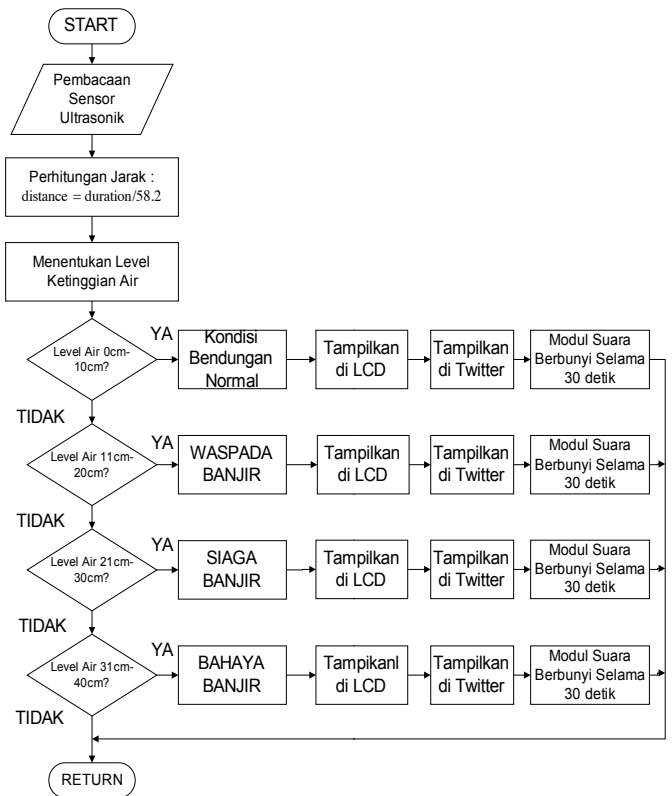 START
Pembacaan
Sensor
Ultrasonik
Perhitungan Jarak :
distance = duration/58.2
Menentukan Level
Ketinggian Air
Level Air 0cm-
10cm?
YA
Kondisi
Bendungan
Normal
Tampilkan
di LCD
Tampilkan
di Twitter
Modul Suara
Berbunyi Selama
30 detik
TIDAK
Level Air 11cm-
20cm?
YA
WASPADA
BANJIR
Tampilkan
di LCD
Tampilkan
di Twitter
Modul Suara
Berbunyi Selama
30 detik
TIDAK
Level Air 21cm-
30cm?
YA
SIAGA
BANJIR
Tampilkan
di LCD
Tampilkan
di Twitter
Modul Suara
Berbunyi Selama
30 detik
TIDAK
Level Air 31cm-
40cm?
YA
BAHAYA
BANJIR
Tampikanl
di LCD
Tampilkan
di Twitter
Modul Suara
Berbunyi Selama
30 detik
TIDAK
RETURN